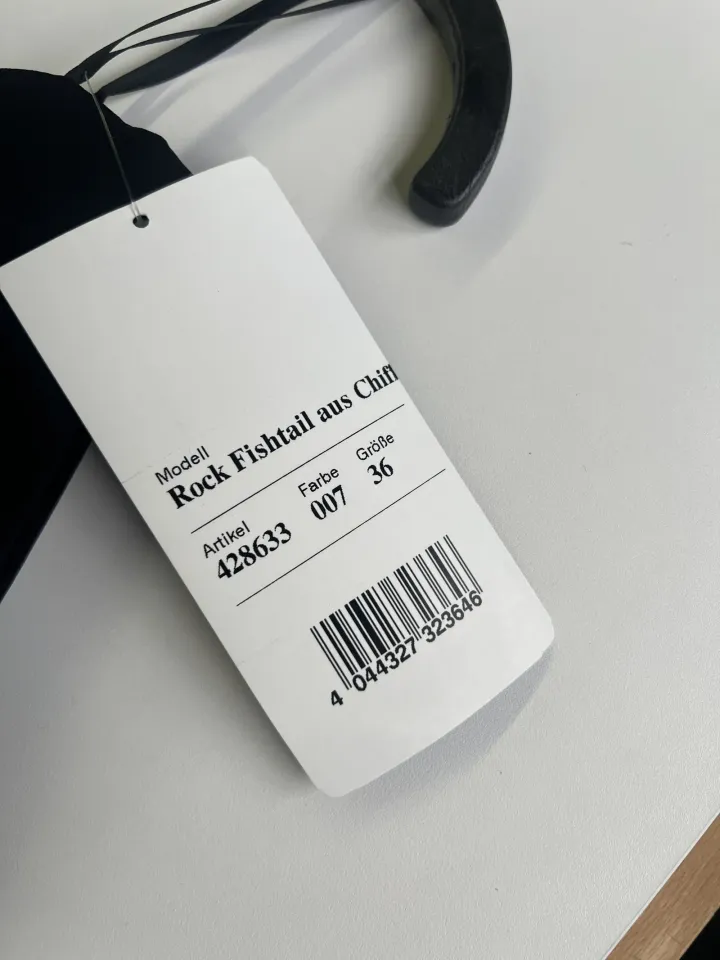 Modell
Rock Fishtail aus Chiff
Artikel Farbe Größe
428633 007 36
4 044327 323646